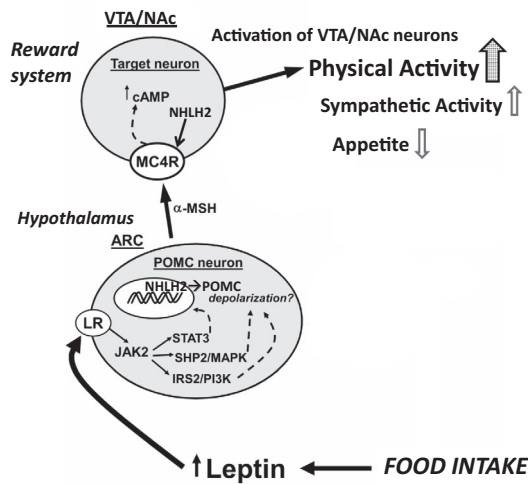 VTA/NAc
Reward
system
Target neuron
↑cAMP
NHLH2
MC4R
Activation of VTA/NAc neurons
Physical Activity
Sympathetic Activity
Appetite
α-MSH
Hypothalamus
ARC
POMC neuron
NHLH2→POMC
depolarization?
LR
JAK2
STAT3
SHP2/MAPK
IRS2/PI3K
↑Leptin
FOOD INTAKE